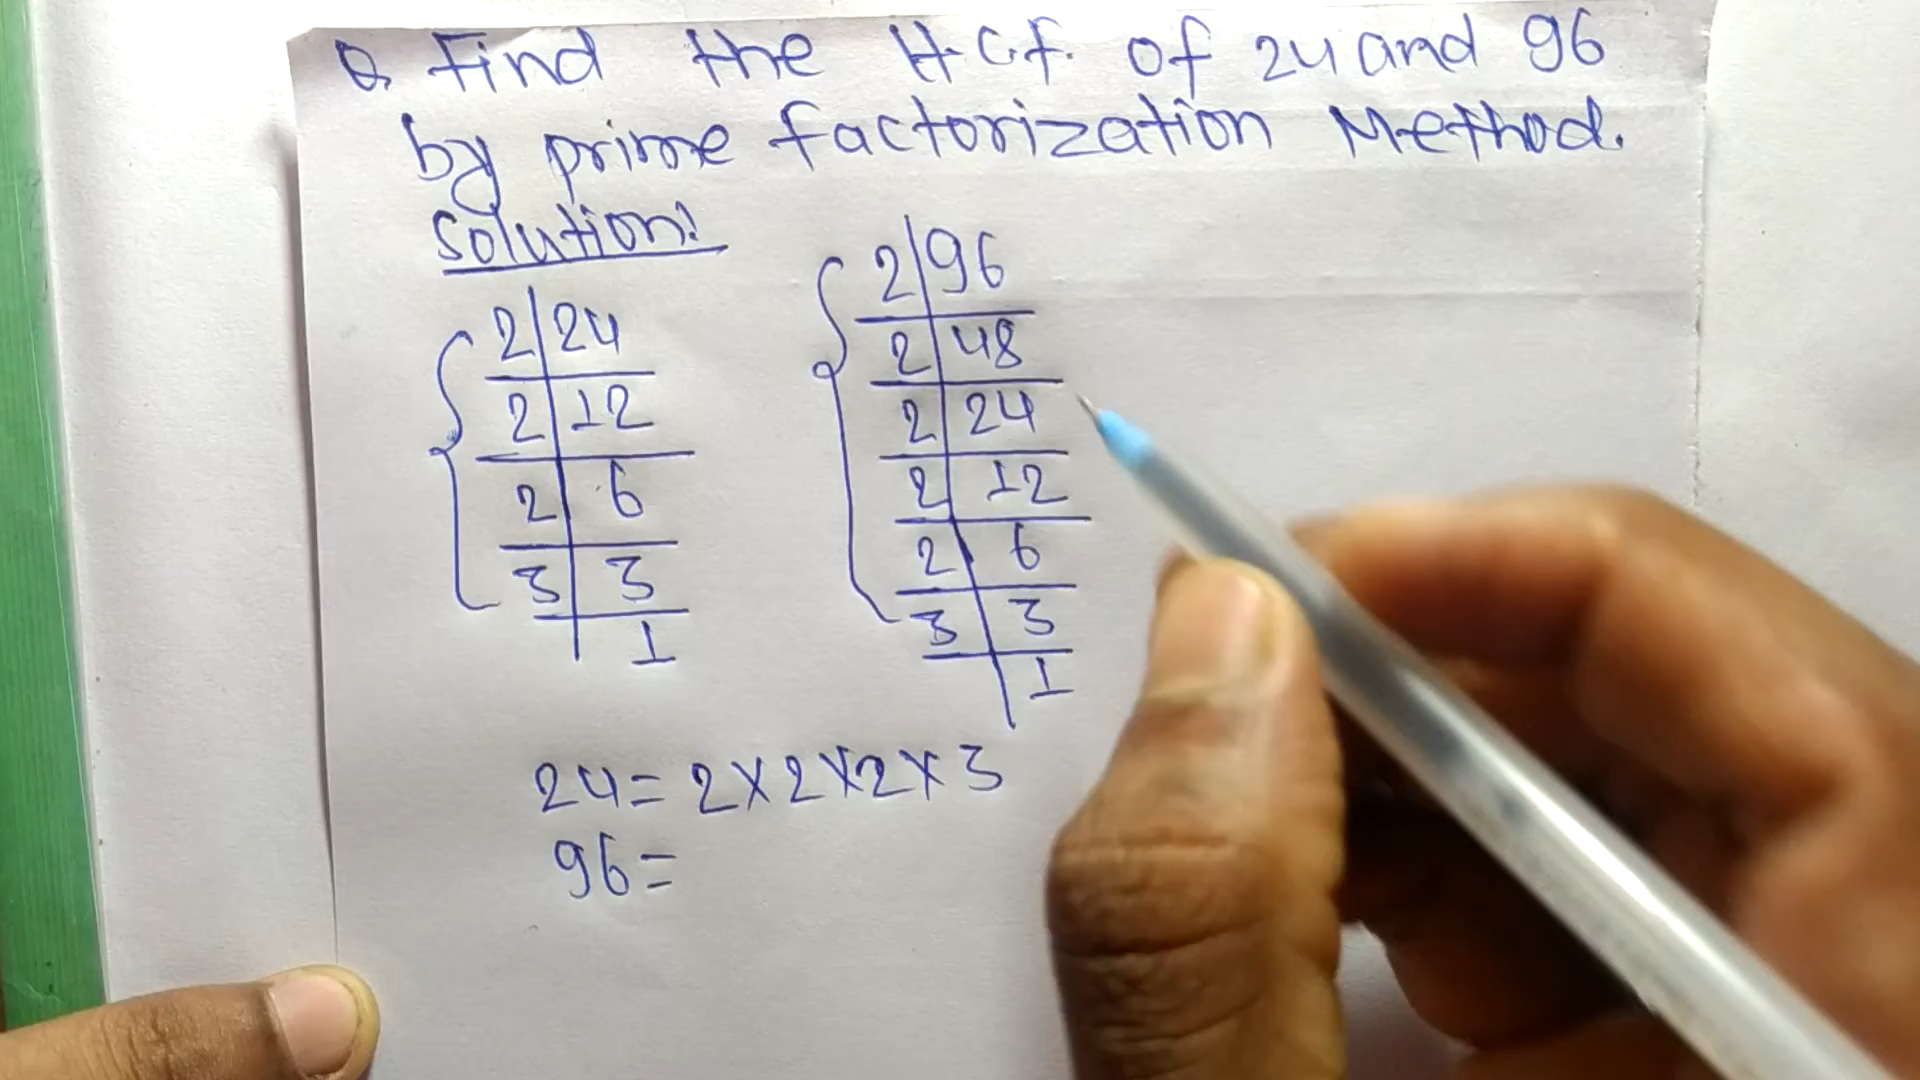 Q. Find the H.C.F. of 24 and 96
by prime factorization Method.
Solution:
2 | 24
2 | 12
2 | 6
3 | 3
1
2 | 96
2 | 48
2 | 24
2 | 12
2 | 6
3 | 3
1
24 = 2 × 2 × 2 × 3
96 =